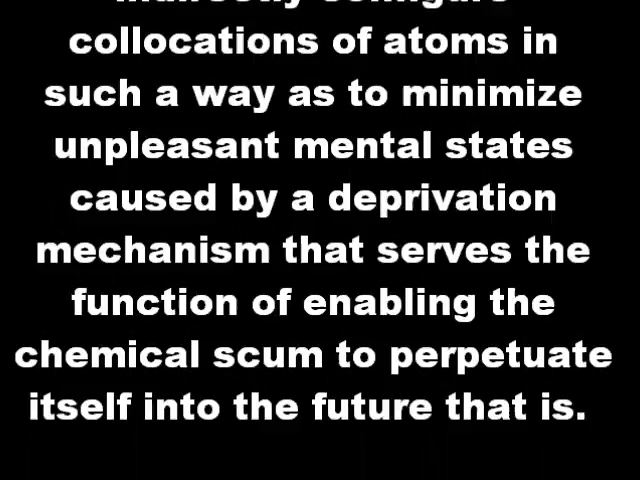 collocations of atoms in
such a way as to minimize
unpleasant mental states
caused by a deprivation
mechanism that serves the
function of enabling the
chemical scum to perpetuate
itself into the future that is.